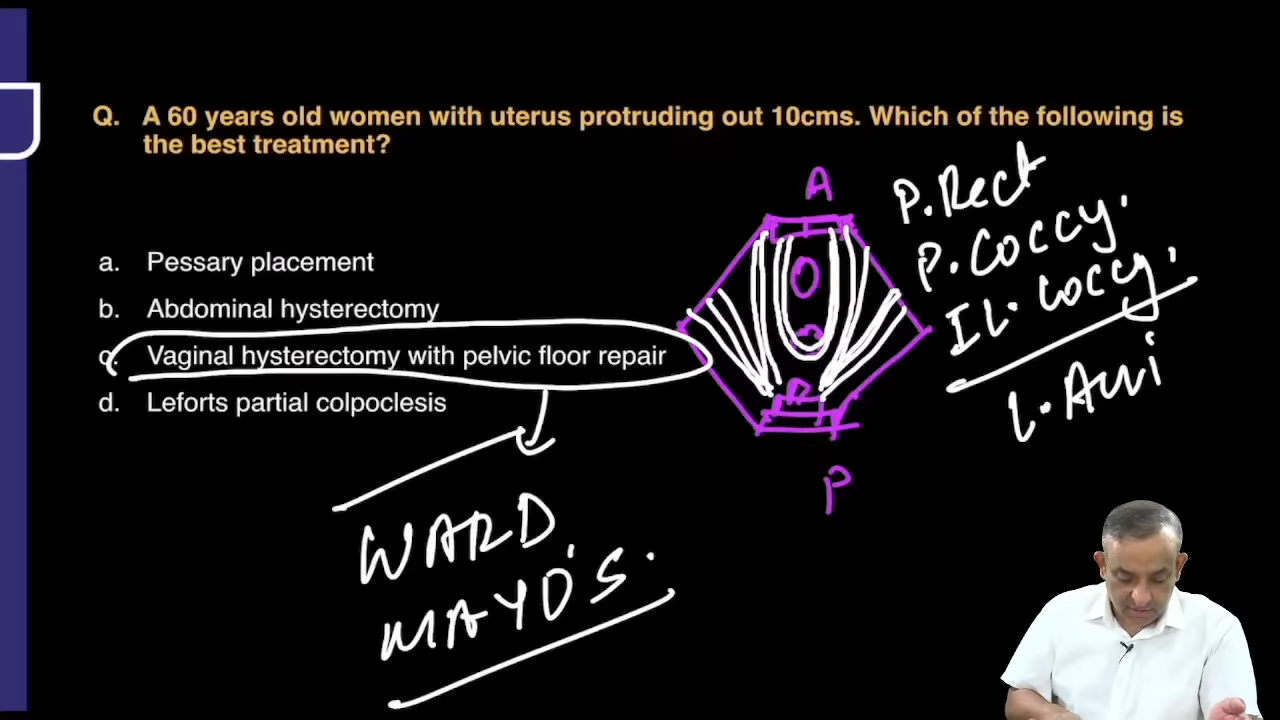 Q. A 60 years old women with uterus protruding out 10cms. Which of the following is
the best treatment?
a. Pessary placement
b. Abdominal hysterectomy
c. Vaginal hysterectomy with pelvic floor repair
d. Leforts partial colpoclesis
A
P
P. Rect
P. Coccy.
IL. Coccy.
L. Ani
WARD
MAYO'S.